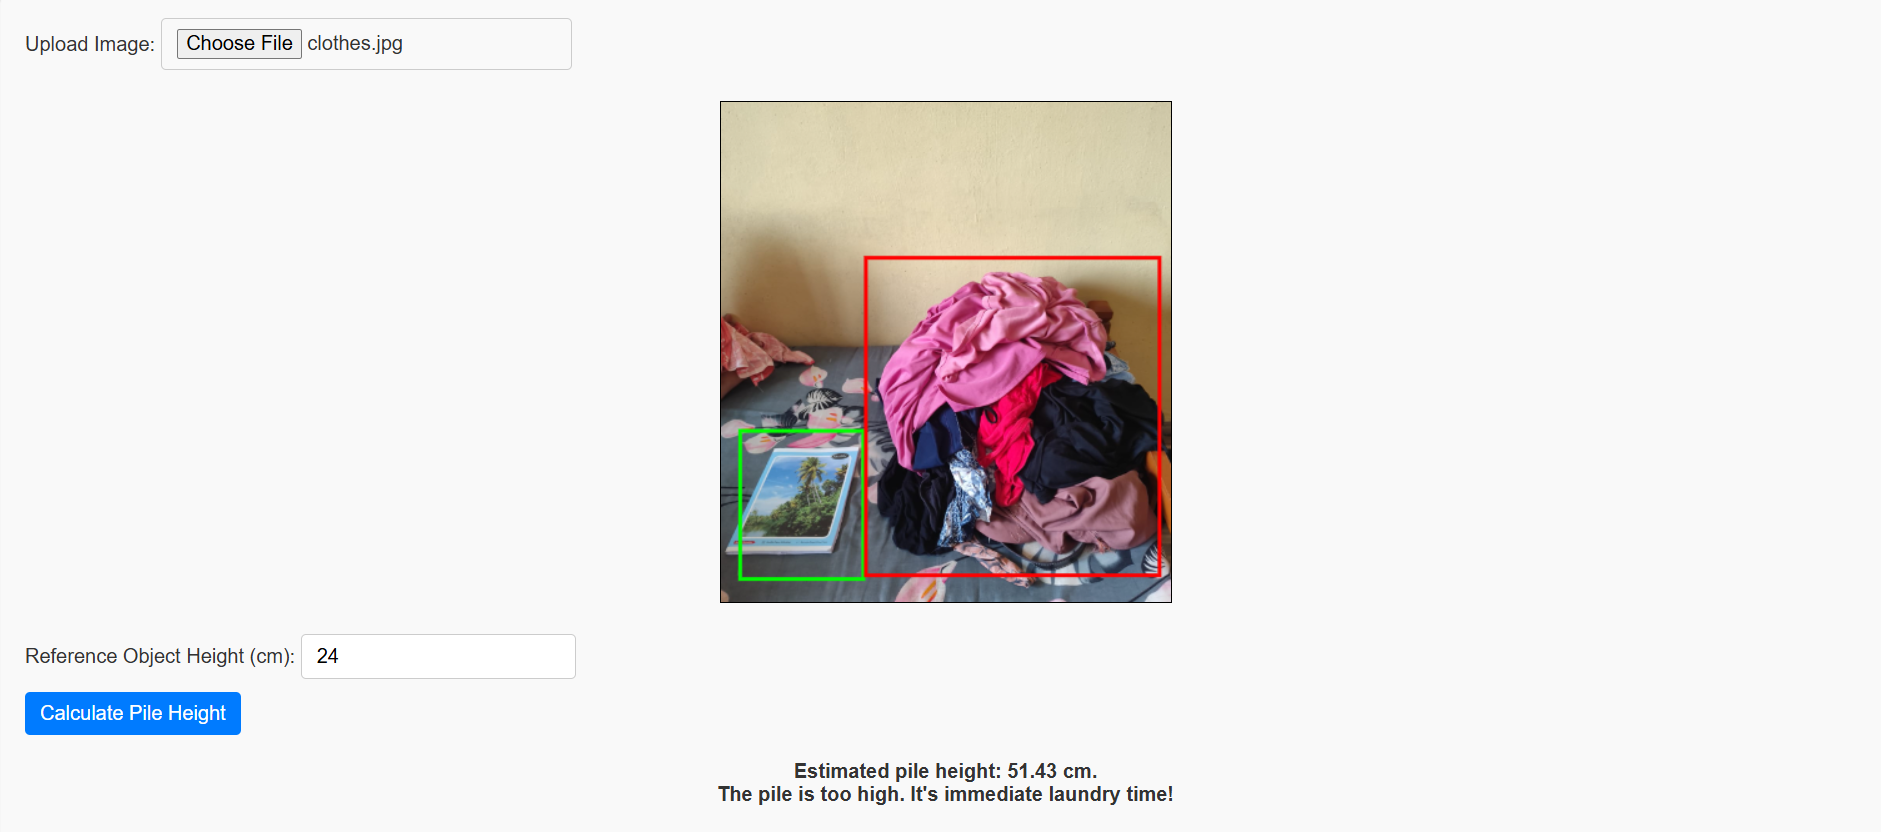 Upload Image: Choose File clothes.jpg
Reference Object Height (cm): 24
Calculate Pile Height
Estimated pile height: 51.43 cm.
The pile is too high. It's immediate laundry time!